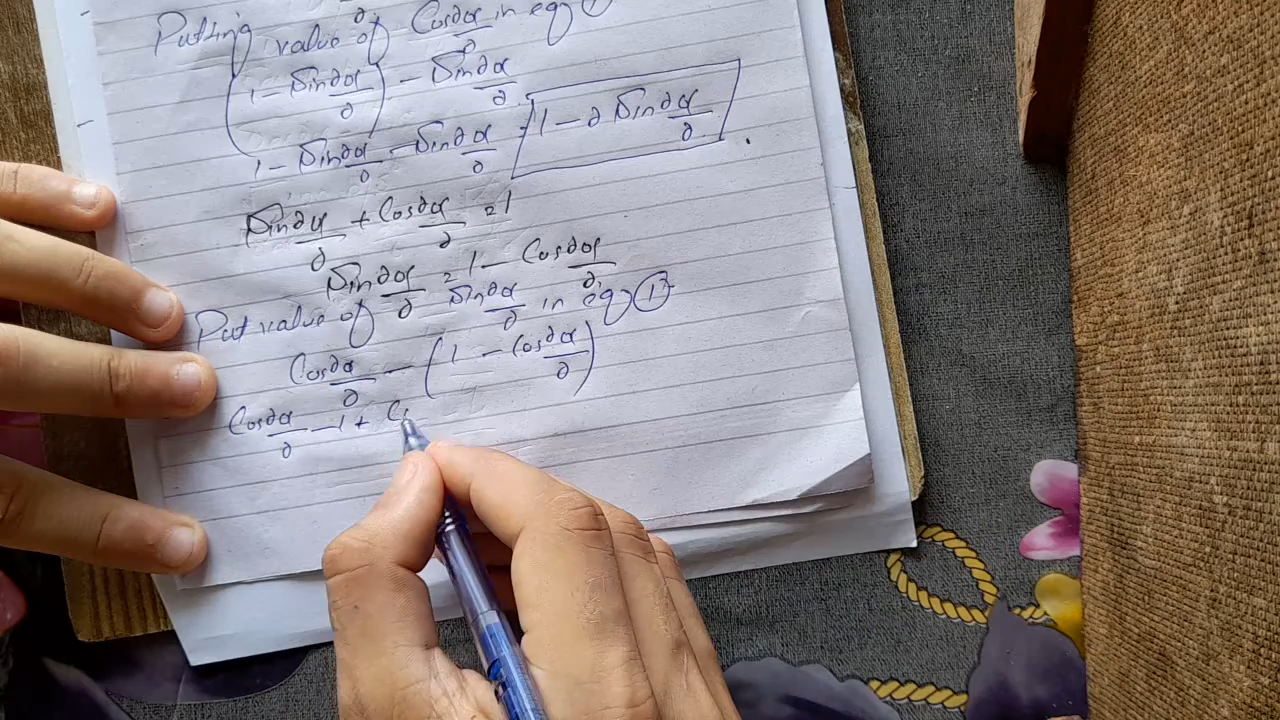 Putting value of Cos2α/2 in eq 1
(1 - Sin2α/2) - Sin2α/2
1 - Sin2α/2 - Sin2α/2 = 1 - 2 Sin2α/2 .
Sin2α/2 + Cos2α/2 = 1
Sin2α/2 = 1 - Cos2α/2
Put value of Sin2α/2 in eq 1
Cos2α/2 - (1 - Cos2α/2)
Cos2α/2 - 1 + Co